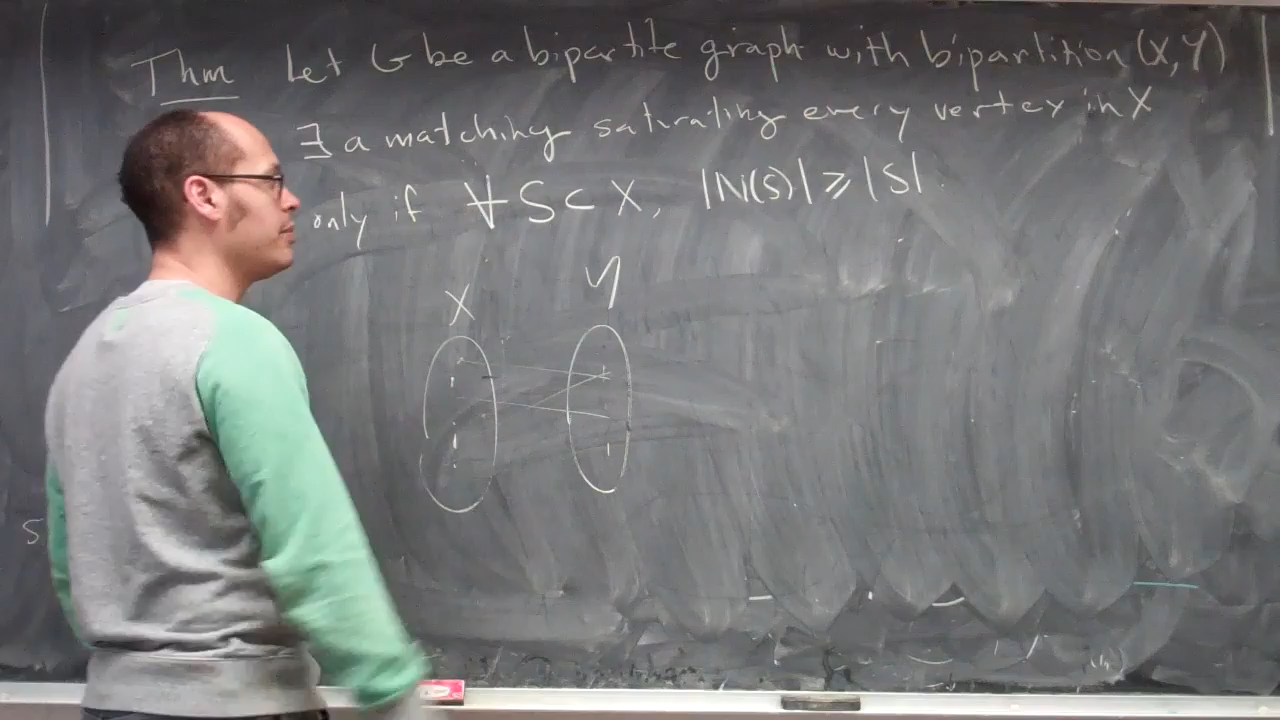 Thm Let G be a bipartite graph with bipartition (X,Y)
∃ a matching saturating every vertex in X
only if ∀ S ⊂ X, |N(S)| ≥ |S|.
X Y
S